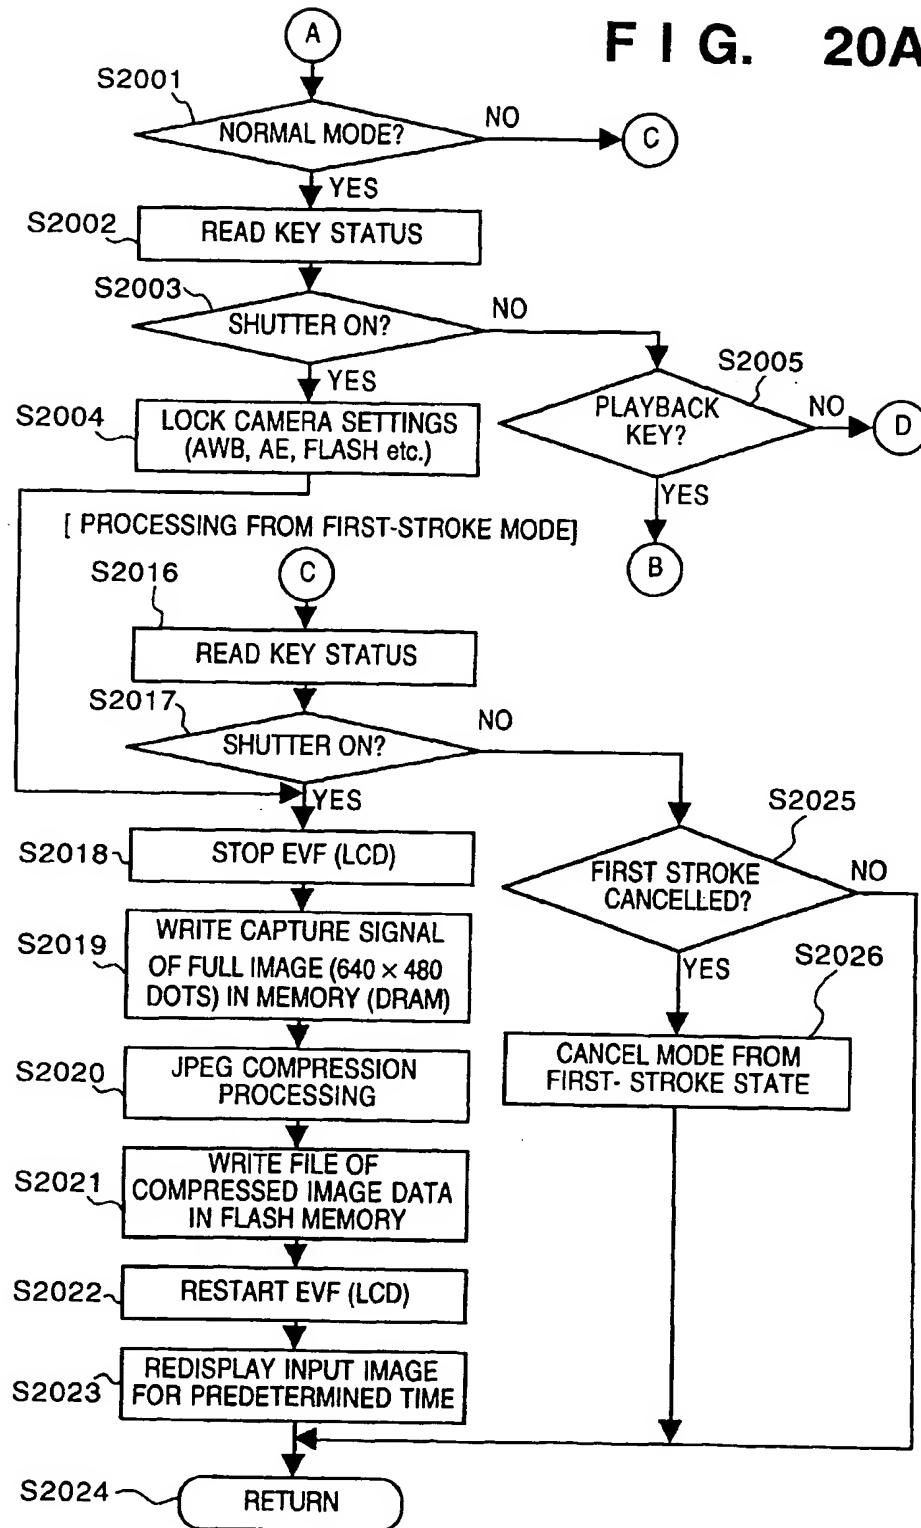 FIG. 20A
A
S2001
NORMAL MODE?
NO
C
YES
S2002
READ KEY STATUS
S2003
SHUTTER ON?
NO
YES
S2005
PLAYBACK
KEY?
NO
D
YES
B
S2004
LOCK CAMERA SETTINGS
(AWB, AE, FLASH etc.)
[ PROCESSING FROM FIRST-STROKE MODE]
C
S2016
READ KEY STATUS
S2017
SHUTTER ON?
NO
YES
S2025
FIRST STROKE
CANCELLED?
NO
YES
S2026
CANCEL MODE FROM
FIRST- STROKE STATE
S2018
STOP EVF (LCD)
S2019
WRITE CAPTURE SIGNAL
OF FULL IMAGE (640 × 480
DOTS) IN MEMORY (DRAM)
S2020
JPEG COMPRESSION
PROCESSING
S2021
WRITE FILE OF
COMPRESSED IMAGE DATA
IN FLASH MEMORY
S2022
RESTART EVF (LCD)
S2023
REDISPLAY INPUT IMAGE
FOR PREDETERMINED TIME
S2024
RETURN